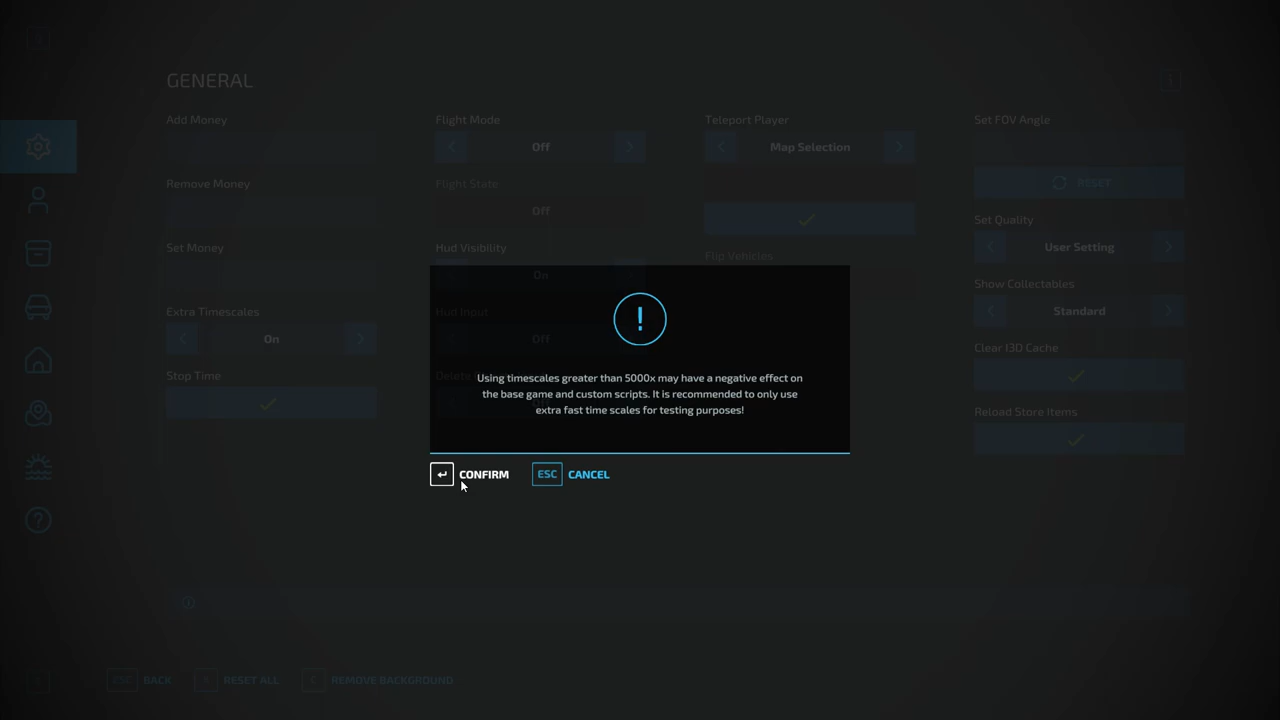 GENERAL
Add Money
Remove Money
Set Money
Extra Timescales
On
Stop Time
Flight Mode
Off
Flight State
Off
Hud Visibility
On
Hud Input
Off
Teleport Player
Map Selection
Flip Vehicles
Set FOV Angle
RESET
Set Quality
User Setting
Show Collectables
Standard
Clear I3D Cache
Reload Store Items
Using timescales greater than 5000x may have a negative effect on
the base game and custom scripts. It is recommended to only use
extra fast time scales for testing purposes!
CONFIRM
ESC CANCEL
ESC BACK
RESET ALL
REMOVE BACKGROUND